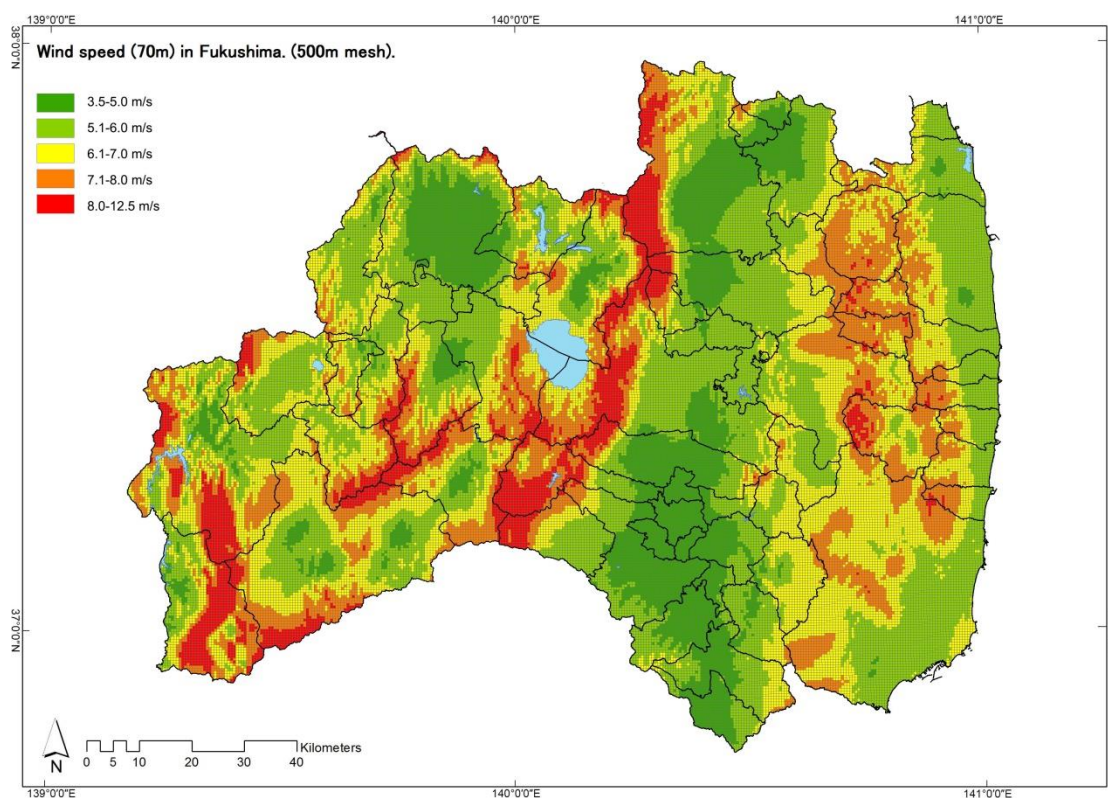 139°0'0"E 140°0'0"E 141°0'0"E
38°0'0"N
Wind speed (70m) in Fukushima. (500m mesh).
3.5-5.0 m/s
5.1-6.0 m/s
6.1-7.0 m/s
7.1-8.0 m/s
8.0-12.5 m/s
37°0'0"N
37°0'0"N
N
Kilometers
0 5 10 20 30 40
139°0'0"E 140°0'0"E 141°0'0"E